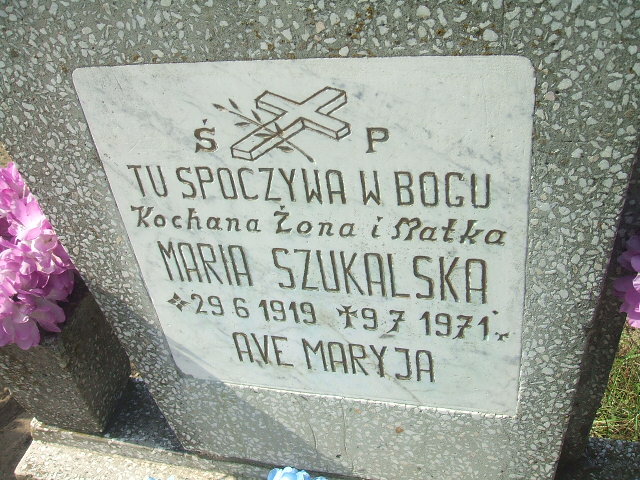 Ś P
TU SPOCZYWA W BOGU
Kochana Żona i Matka
MARIA SZUKALSKA
29 6 1919 9 7 1971 r.
AVE MARYJA